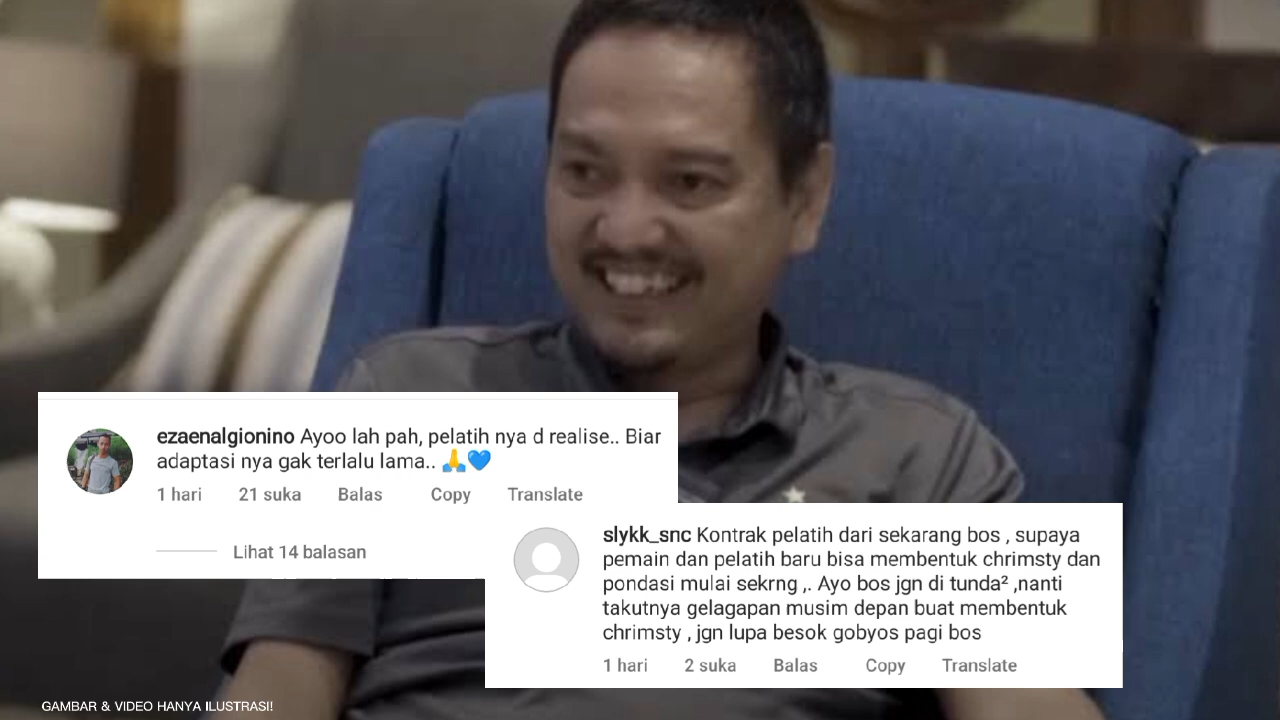 ezaenalgionino Ayoo lah pah, pelatih nya d realise.. Biar
adaptasi nya gak terlalu lama.. 🙏💙
1 hari 21 suka Balas Copy Translate
Lihat 14 balasan
slykk_snc Kontrak pelatih dari sekarang bos , supaya
pemain dan pelatih baru bisa membentuk chrimsty dan
pondasi mulai sekrng ,. Ayo bos jgn di tunda² ,nanti
takutnya gelagapan musim depan buat membentuk
chrimsty , jgn lupa besok gobyos pagi bos
1 hari 2 suka Balas Copy Translate
GAMBAR & VIDEO HANYA ILUSTRASI!